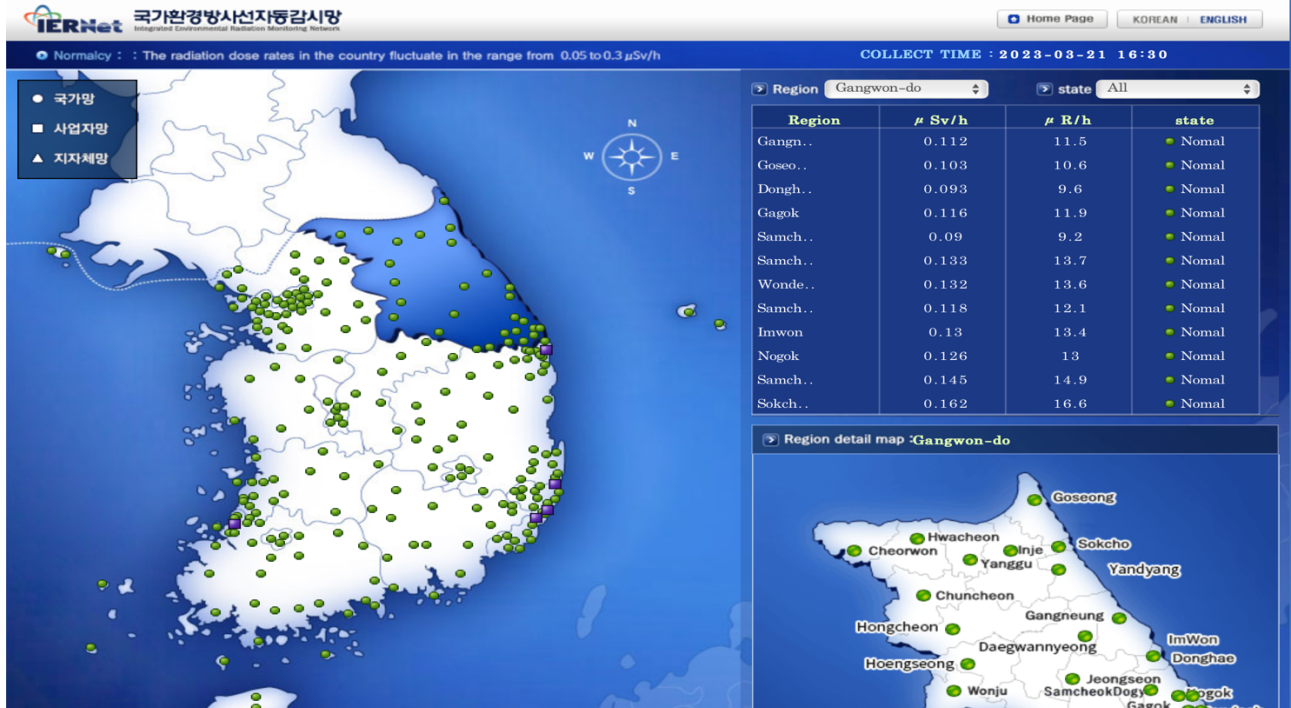 IERNet 국가환경방사선자동감시망
Integrated Environmental Radiation Monitoring Network
Home Page
KOREAN | ENGLISH
Normalcy : : The radiation dose rates in the country fluctuate in the range from 0.05 to 0.3 μSv/h
COLLECT TIME : 2023-03-21 16:30
국가망
사업자망
지자체망
N
W E
S
Region Gangwon-do state All
Region μ Sv/h μ R/h state
Gangn.. 0.112 11.5 Nomal
Goseo.. 0.103 10.6 Nomal
Dongh.. 0.093 9.6 Nomal
Gagok 0.116 11.9 Nomal
Samch.. 0.09 9.2 Nomal
Samch.. 0.133 13.7 Nomal
Wonde.. 0.132 13.6 Nomal
Samch.. 0.118 12.1 Nomal
Imwon 0.13 13.4 Nomal
Nogok 0.126 13 Nomal
Samch.. 0.145 14.9 Nomal
Sokch.. 0.162 16.6 Nomal
Region detail map :Gangwon-do
Goseong
Hwacheon
Cheorwon
Inje
Sokcho
Yanggu
Yandyang
Chuncheon
Gangneung
Hongcheon
ImWon
Daegwannyeong
Donghae
Hoengseong
Jeongseon
Wonju
SamcheokDogy
Gagok